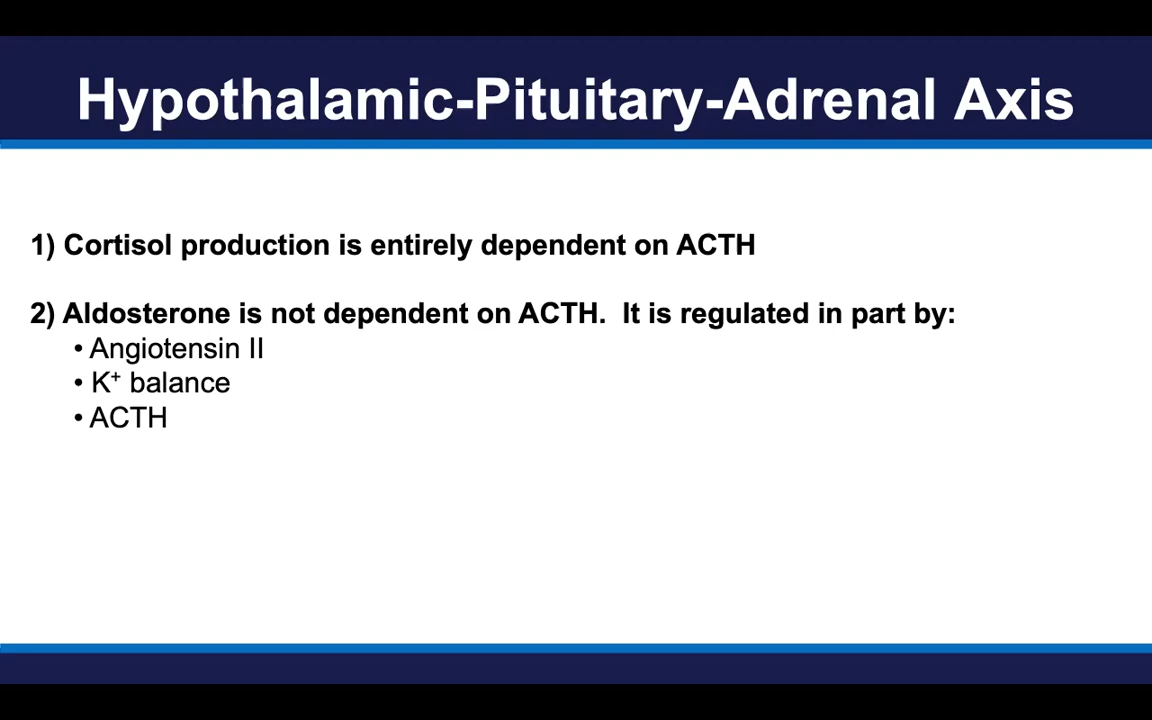 Hypothalamic-Pituitary-Adrenal Axis
1) Cortisol production is entirely dependent on ACTH
2) Aldosterone is not dependent on ACTH.  It is regulated in part by:
• Angiotensin II
• K⁺ balance
• ACTH